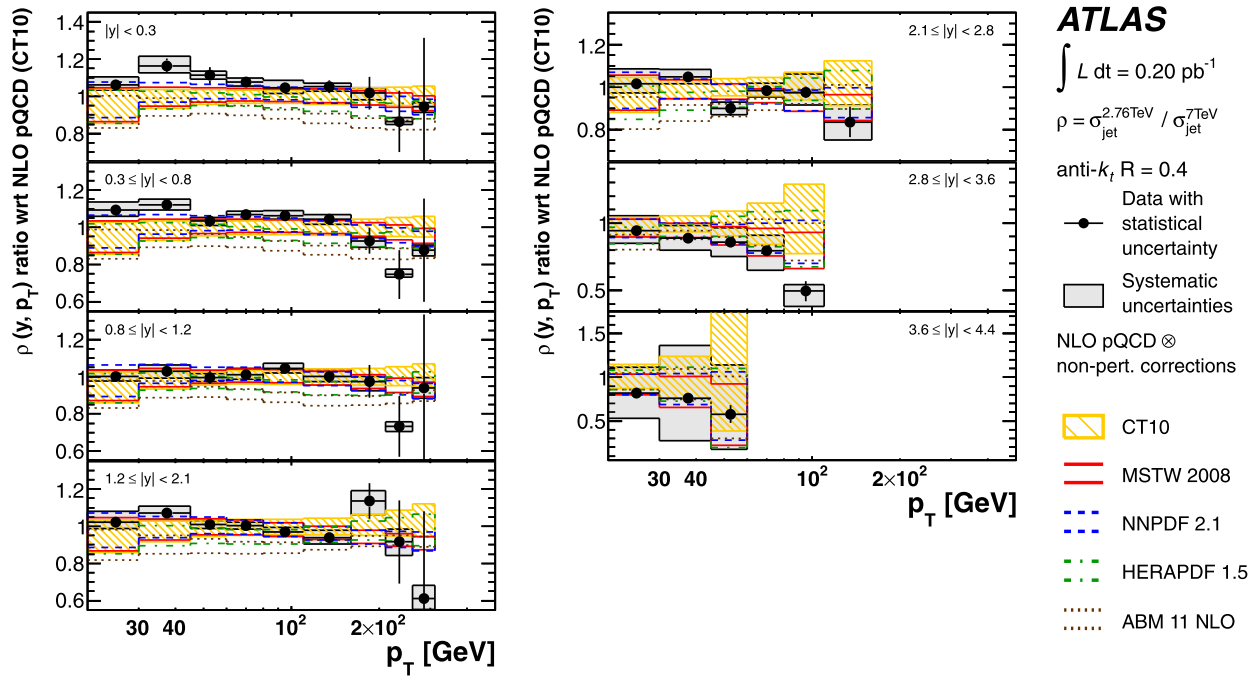 ρ (y, p_T) ratio wrt NLO pQCD (CT10)
|y| < 0.3
1.4
1.2
1
0.8
0.3 ≤ |y| < 0.8
1.2
1
0.8
0.6
0.8 ≤ |y| < 1.2
1.2
1
0.8
0.6
1.2 ≤ |y| < 2.1
1.2
1
0.8
0.6
30 40 10² 2×10²
p_T [GeV]
ρ (y, p_T) ratio wrt NLO pQCD (CT10)
2.1 ≤ |y| < 2.8
1.2
1
0.8
2.8 ≤ |y| < 3.6
1
0.5
3.6 ≤ |y| < 4.4
1.5
1
0.5
30 40 10² 2×10²
p_T [GeV]
ATLAS
∫ L dt = 0.20 pb⁻¹
ρ = σ_jet^2.76TeV / σ_jet^7TeV
anti-k_t R = 0.4
Data with
statistical
uncertainty
Systematic
uncertainties
NLO pQCD ⊗
non-pert. corrections
CT10
MSTW 2008
NNPDF 2.1
HERAPDF 1.5
ABM 11 NLO